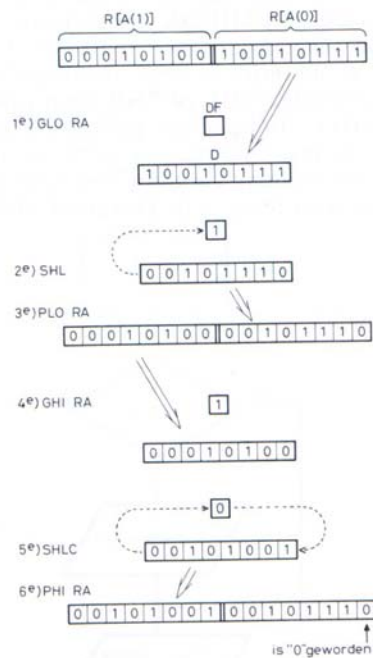 R[A(1)] R[A(0)]
0 0 0 1 0 1 0 0 1 0 0 1 0 1 1 1
DF
1e) GLO RA
D
1 0 0 1 0 1 1 1
1
2e) SHL 0 0 1 0 1 1 1 0
3e) PLO RA
0 0 0 1 0 1 0 0 0 0 1 0 1 1 1 0
4e) GHI RA 1
0 0 0 1 0 1 0 0
0
5e) SHLC 0 0 1 0 1 0 0 1
6e) PHI RA
0 0 1 0 1 0 0 1 0 0 1 0 1 1 1 0
is "0" geworden